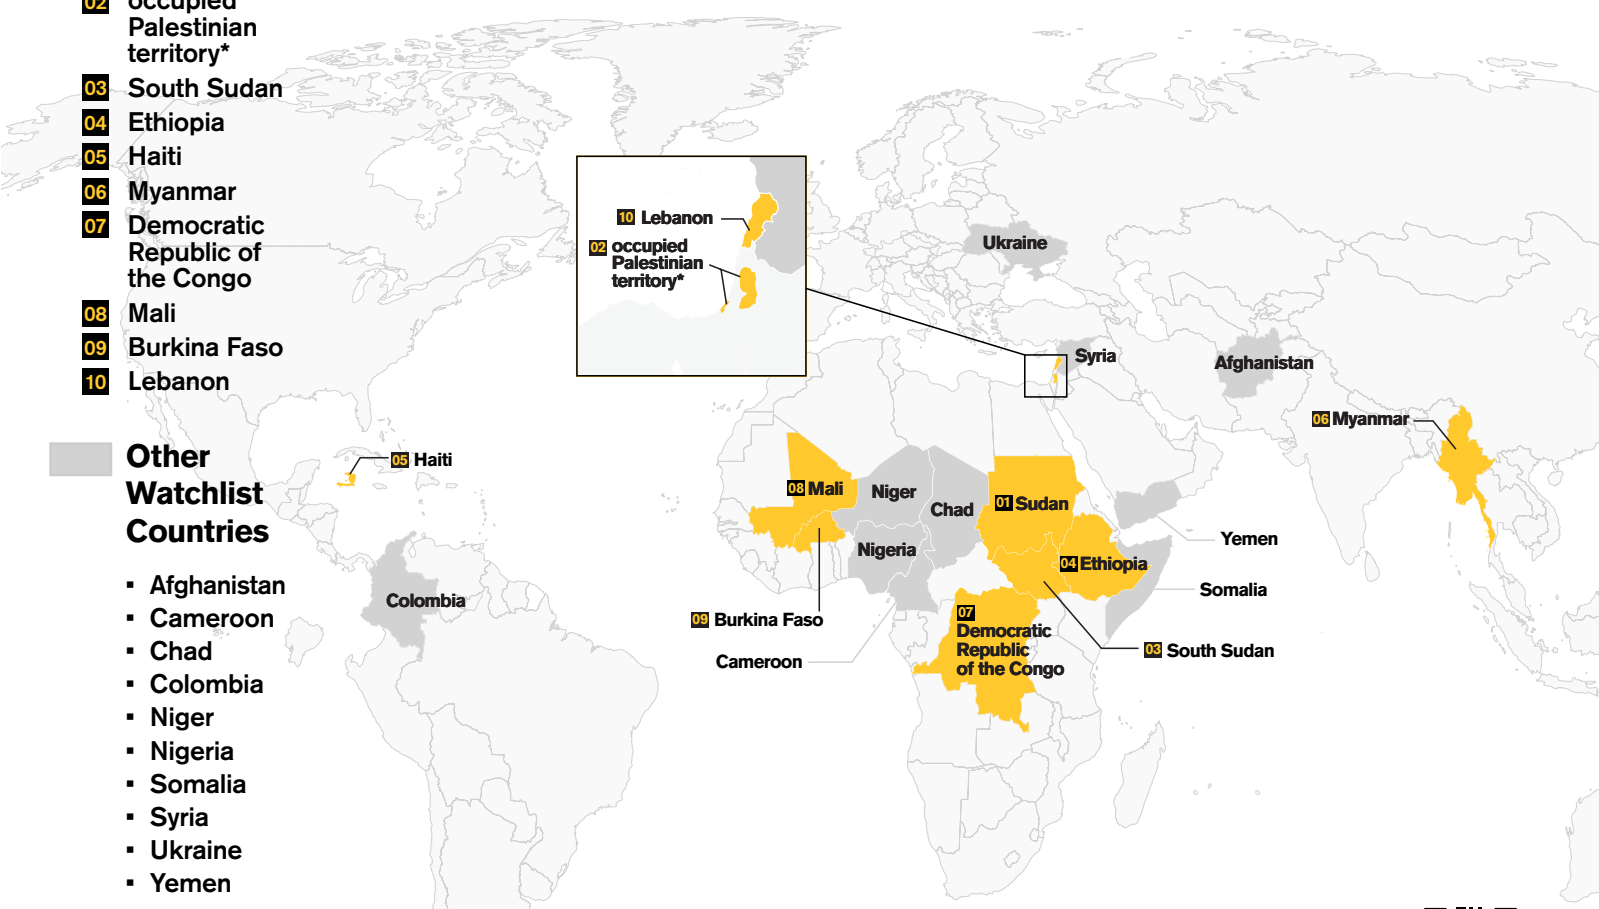 02 occupied
Palestinian
territory*
03 South Sudan
04 Ethiopia
05 Haiti
06 Myanmar
07 Democratic
Republic of
the Congo
08 Mali
09 Burkina Faso
10 Lebanon
Other
Watchlist
Countries
▪ Afghanistan
▪ Cameroon
▪ Chad
▪ Colombia
▪ Niger
▪ Nigeria
▪ Somalia
▪ Syria
▪ Ukraine
▪ Yemen
10 Lebanon
02 occupied
Palestinian
territory*
Ukraine
Syria
Afghanistan
06 Myanmar
05 Haiti
08 Mali
Niger
Chad
01 Sudan
Nigeria
04 Ethiopia
Yemen
Somalia
Colombia
09 Burkina Faso
Cameroon
07
Democratic
Republic
of the Congo
03 South Sudan